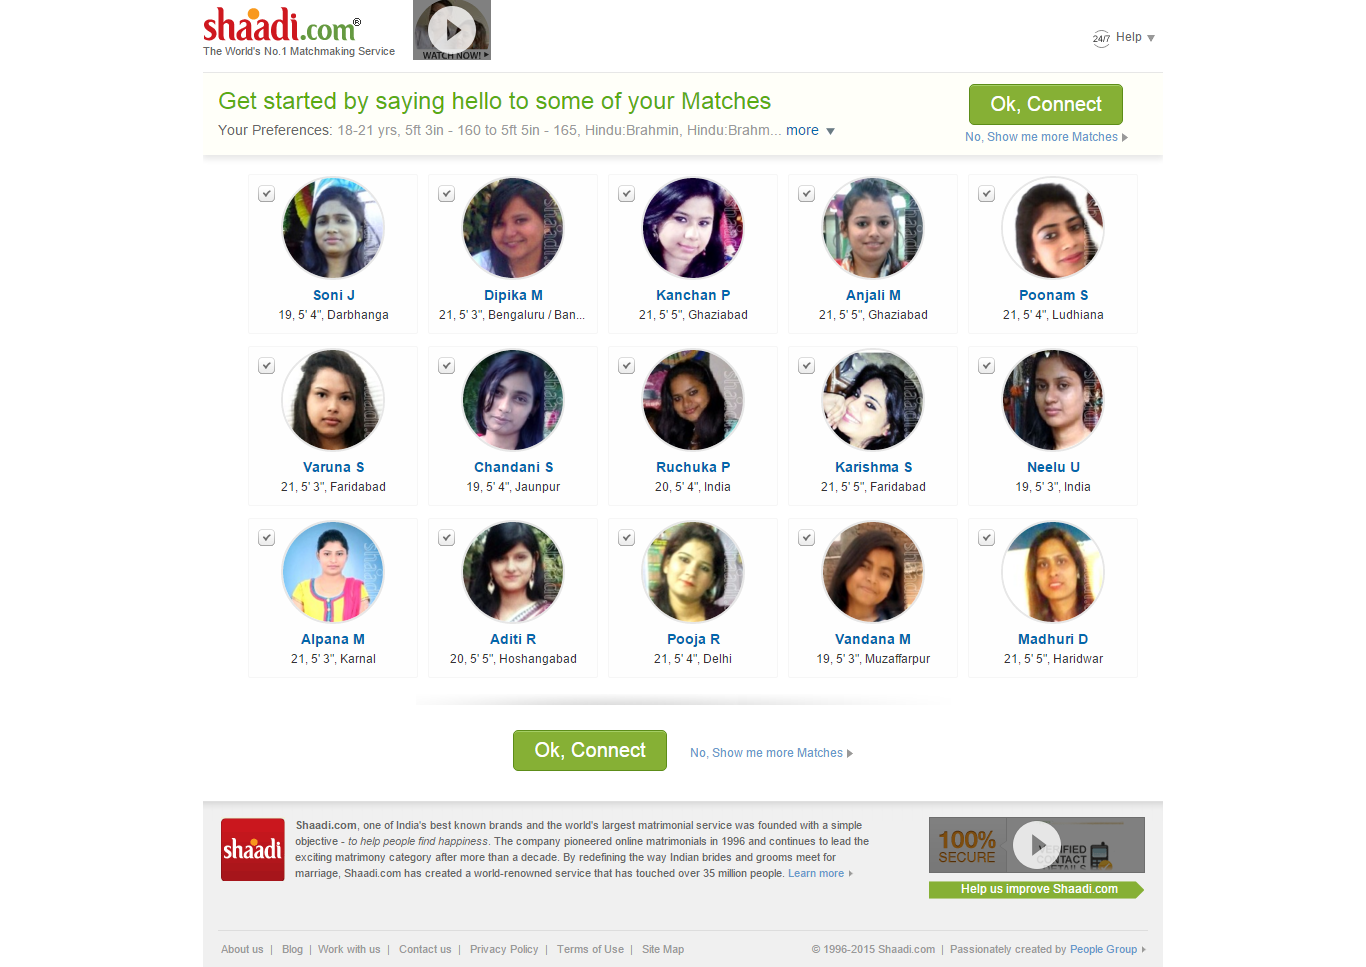 shaadi.com®
The World's No.1 Matchmaking Service
WATCH NOW!
24/7 Help
Get started by saying hello to some of your Matches
Your Preferences: 18-21 yrs, 5ft 3in - 160 to 5ft 5in - 165, Hindu:Brahmin, Hindu:Brahm... more
Ok, Connect
No, Show me more Matches
Soni J
19, 5' 4", Darbhanga
Dipika M
21, 5' 3", Bengaluru / Ban...
Kanchan P
21, 5' 5", Ghaziabad
Anjali M
21, 5' 5", Ghaziabad
Poonam S
21, 5' 4", Ludhiana
Varuna S
21, 5' 3", Faridabad
Chandani S
19, 5' 4", Jaunpur
Ruchuka P
20, 5' 4", India
Karishma S
21, 5' 5", Faridabad
Neelu U
19, 5' 3", India
Alpana M
21, 5' 3", Karnal
Aditi R
20, 5' 5", Hoshangabad
Pooja R
21, 5' 4", Delhi
Vandana M
19, 5' 3", Muzaffarpur
Madhuri D
21, 5' 5", Haridwar
Ok, Connect
No, Show me more Matches
shaadi
Shaadi.com, one of India's best known brands and the world's largest matrimonial service was founded with a simple
objective - to help people find happiness. The company pioneered online matrimonials in 1996 and continues to lead the
exciting matrimony category after more than a decade. By redefining the way Indian brides and grooms meet for
marriage, Shaadi.com has created a world-renowned service that has touched over 35 million people. Learn more
100%
SECURE
VERIFIED
CONTACT
DETAILS
Help us improve Shaadi.com
About us | Blog | Work with us | Contact us | Privacy Policy | Terms of Use | Site Map
© 1996-2015 Shaadi.com | Passionately created by People Group